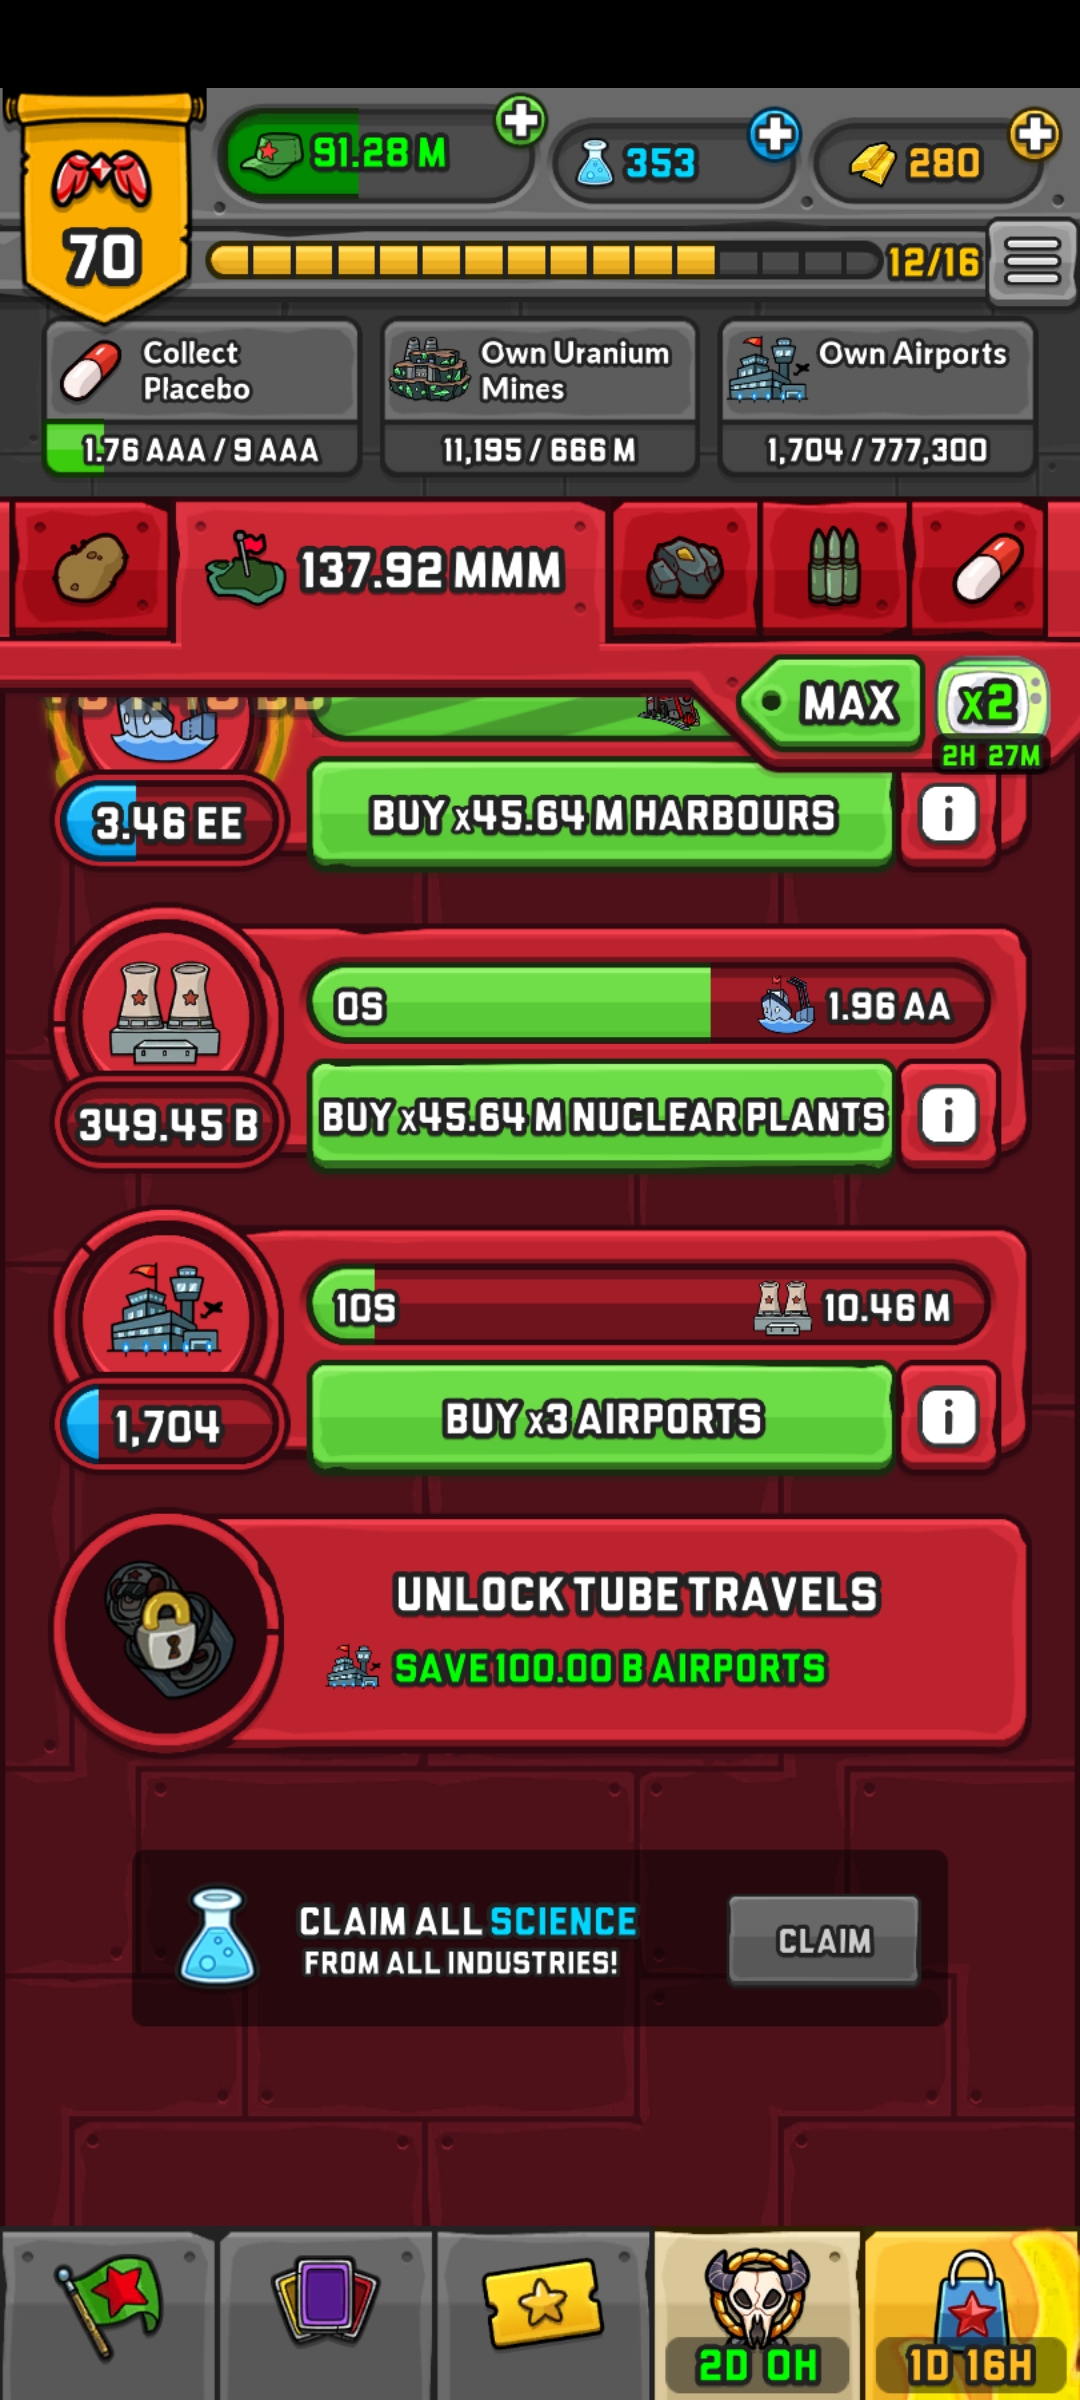 91.28 M
353
280
70
12/16
Collect
Placebo
Own Uranium
Mines
Own Airports
1.76 AAA / 9 AAA
11,195 / 666 M
1,704 / 777,300
137.92 MMM
MAX
x2
2H 27M
3.46 EE
BUY x45.64 M HARBOURS
i
0S
1.96 AA
349.45 B
BUY x45.64 M NUCLEAR PLANTS
i
10S
10.46 M
1,704
BUY x3 AIRPORTS
i
UNLOCK TUBE TRAVELS
SAVE 100.00 B AIRPORTS
CLAIM ALL SCIENCE
FROM ALL INDUSTRIES!
CLAIM
2D 0H
1D 16H